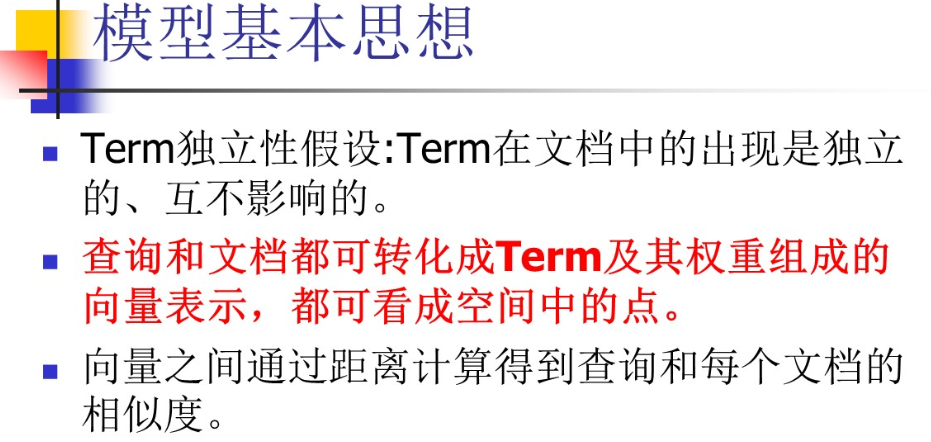 模型基本思想
Term独立性假设:Term在文档中的出现是独立
的、互不影响的。
查询和文档都可转化成Term及其权重组成的
向量表示，都可看成空间中的点。
向量之间通过距离计算得到查询和每个文档的
相似度。